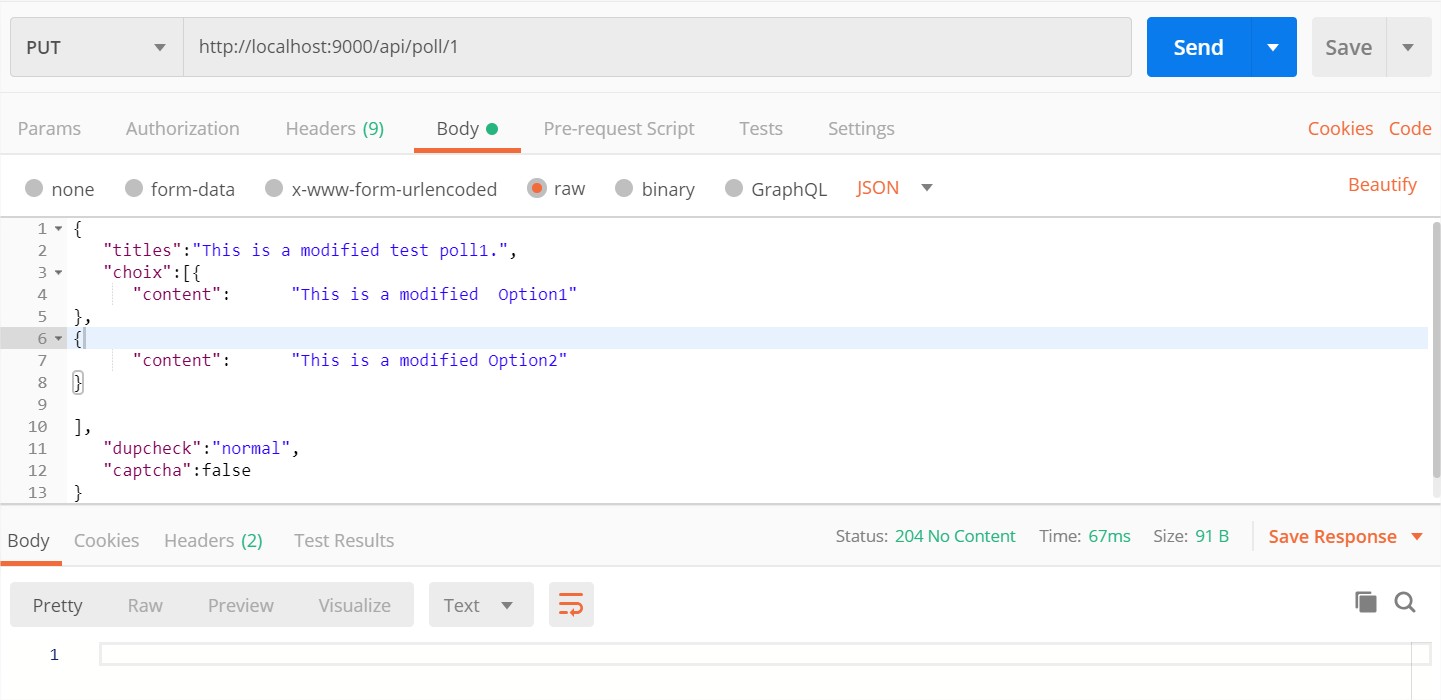 PUT http://localhost:9000/api/poll/1 Send Save
Params Authorization Headers (9) Body Pre-request Script Tests Settings Cookies Code
none form-data x-www-form-urlencoded raw binary GraphQL JSON Beautify
1 {
2 "titles":"This is a modified test poll1.",
3 "choix":[{
4 "content":      "This is a modified  Option1"
5 },
6 {
7 "content":      "This is a modified Option2"
8 }
9
10 ],
11 "dupcheck":"normal",
12 "captcha":false
13 }
Body Cookies Headers (2) Test Results Status: 204 No Content Time: 67ms Size: 91 B Save Response
Pretty Raw Preview Visualize Text
1